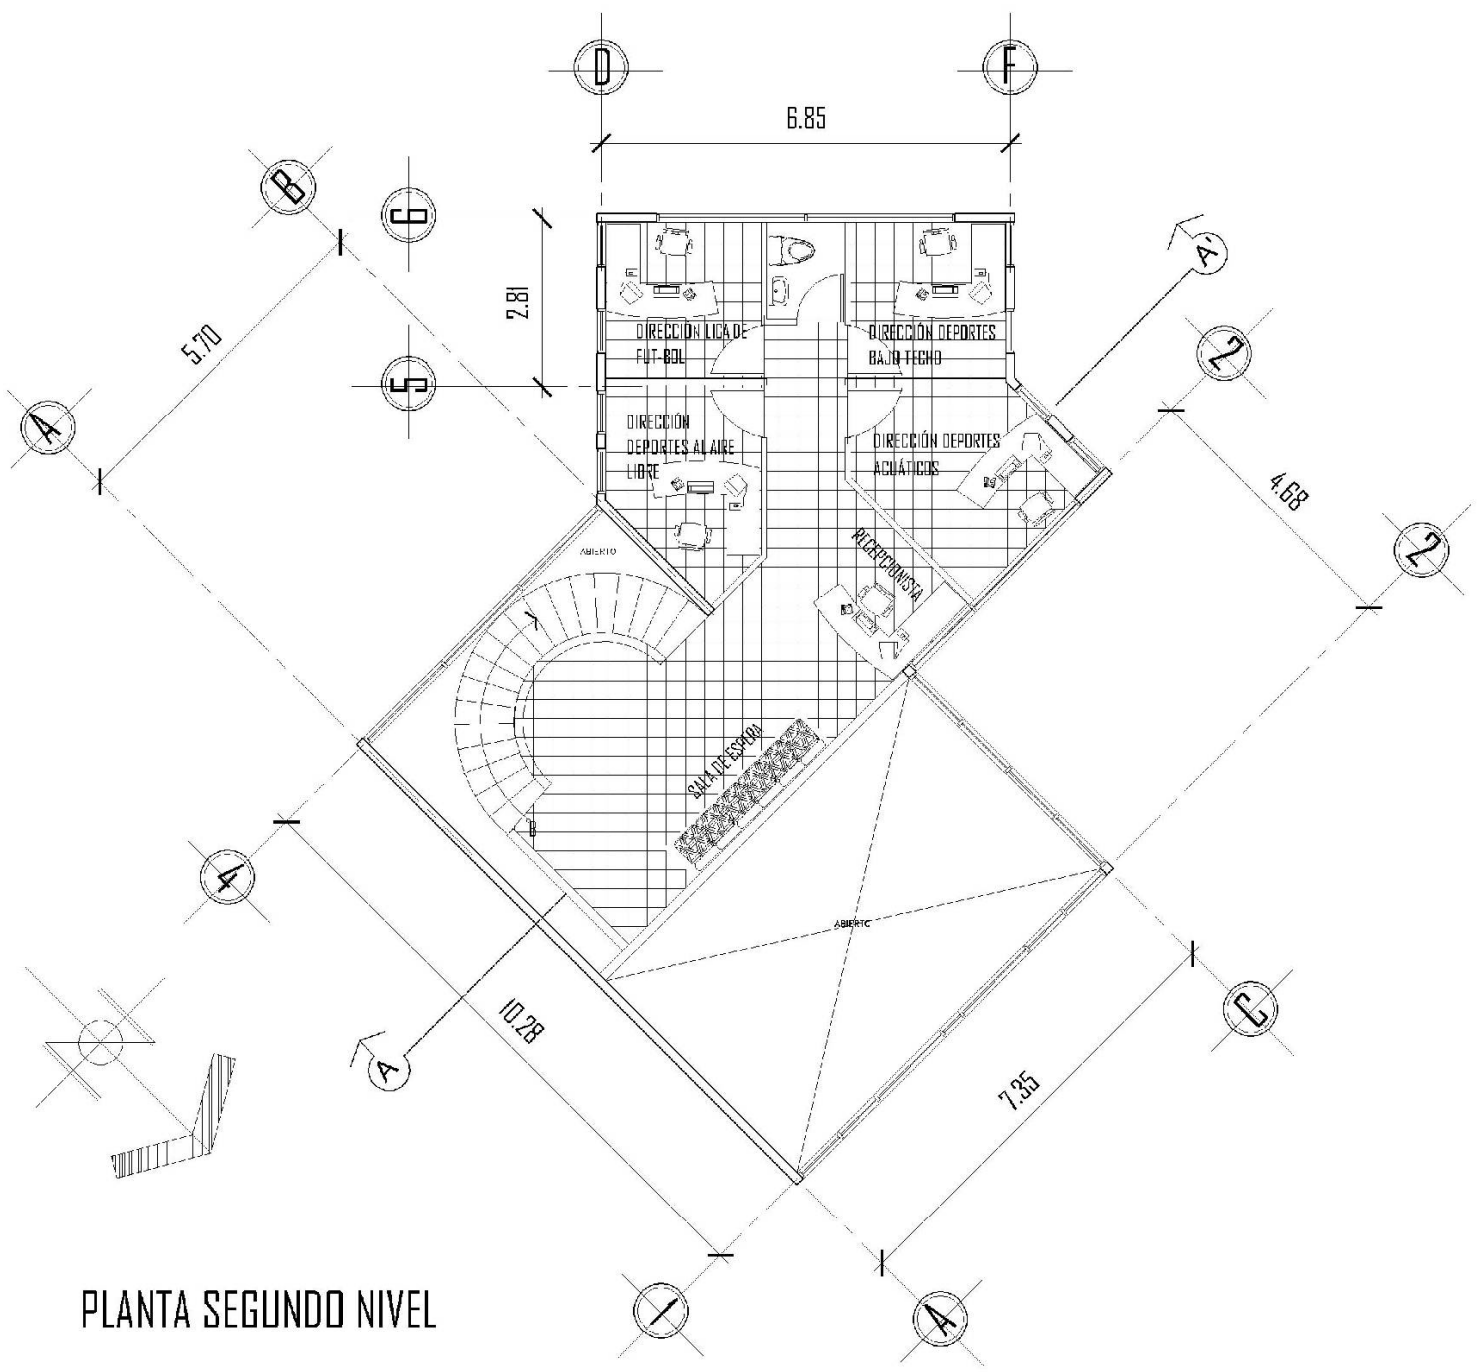 D
F
6.85
B
6
2.81
5
5.70
A
A'
2
4.68
2
DIRECCIÓN LIGA DE
FUT-BOL
DIRECCIÓN DEPORTES
BAJO TECHO
DIRECCIÓN
DEPORTES AL AIRE
LIBRE
DIRECCIÓN DEPORTES
ACUÁTICOS
RECEPCIONISTA
ABIERTO
SALA DE ESPERA
B
4
ABIERTO
10.28
A
C
7.35
1
A
PLANTA SEGUNDO NIVEL